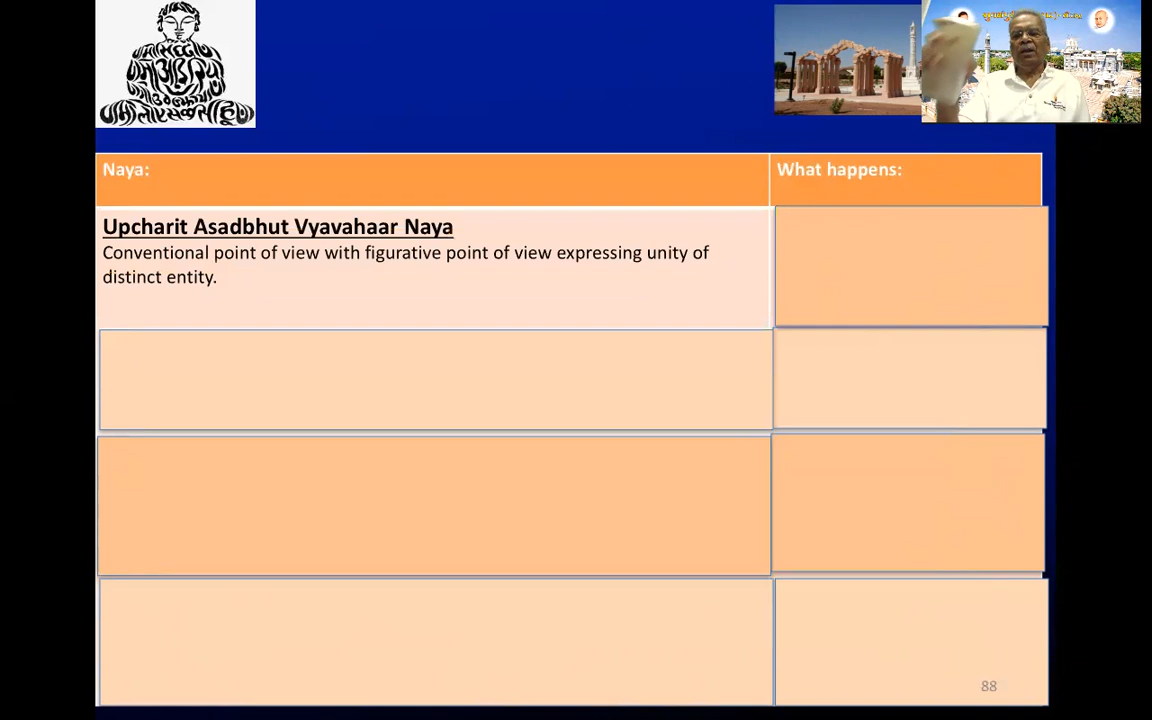 Naya:
What happens:
Upcharit Asadbhut Vyavahaar Naya
Conventional point of view with figurative point of view expressing unity of
distinct entity.
88